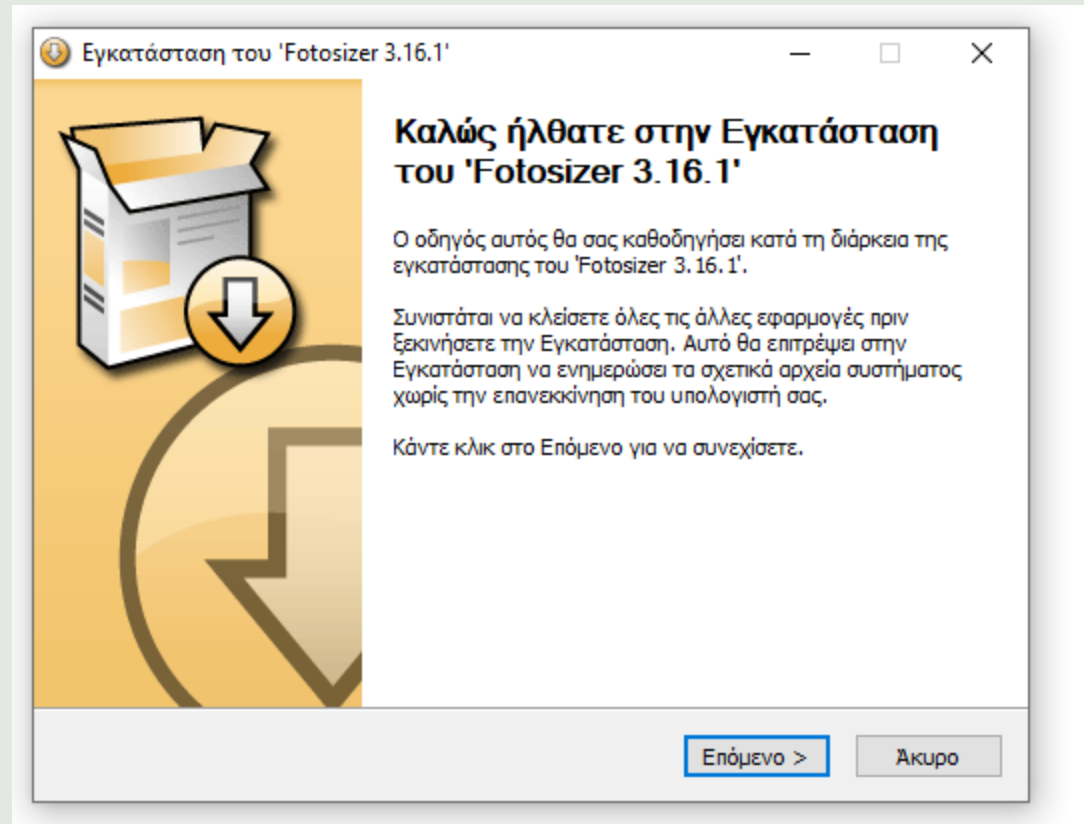 Εγκατάσταση του 'Fotosizer 3.16.1'
Καλώς ήλθατε στην Εγκατάσταση
του 'Fotosizer 3.16.1'
Ο οδηγός αυτός θα σας καθοδηγήσει κατά τη διάρκεια της
εγκατάστασης του 'Fotosizer 3.16.1'.
Συνιστάται να κλείσετε όλες τις άλλες εφαρμογές πριν
ξεκινήσετε την Εγκατάσταση. Αυτό θα επιτρέψει στην
Εγκατάσταση να ενημερώσει τα σχετικά αρχεία συστήματος
χωρίς την επανεκκίνηση του υπολογιστή σας.
Κάντε κλικ στο Επόμενο για να συνεχίσετε.
Επόμενο >
Άκυρο